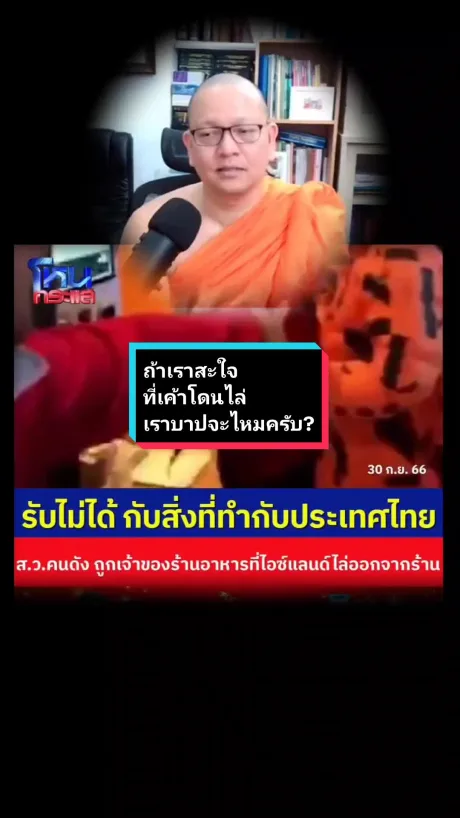 โหน
กระแส
ถ้าเราสะใจ
ที่เค้าโดนไล่
เราบาปจะไหมครับ?
30 ก.ย. 66
รับไม่ได้ กับสิ่งที่ทำกับประเทศไทย
ส.ว.คนดัง ถูกเจ้าของร้านอาหารที่ไอซ์แลนด์ไล่ออกจากร้าน